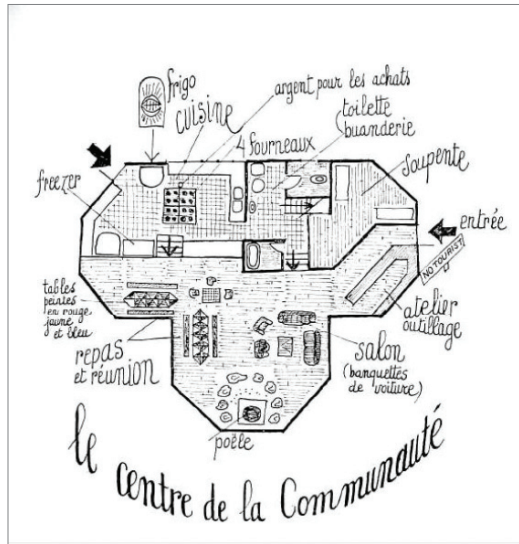 frigo
cuisine
argent pour les achats
4 fourneaux
toilette
buanderie
soupente
freezer
entrée
NO TOURIST
tables
peintes
en rouge,
jaune
et bleu
repas
et réunion
atelier
outillage
salon
(banquettes
de voiture)
poêle
le centre de la Communauté